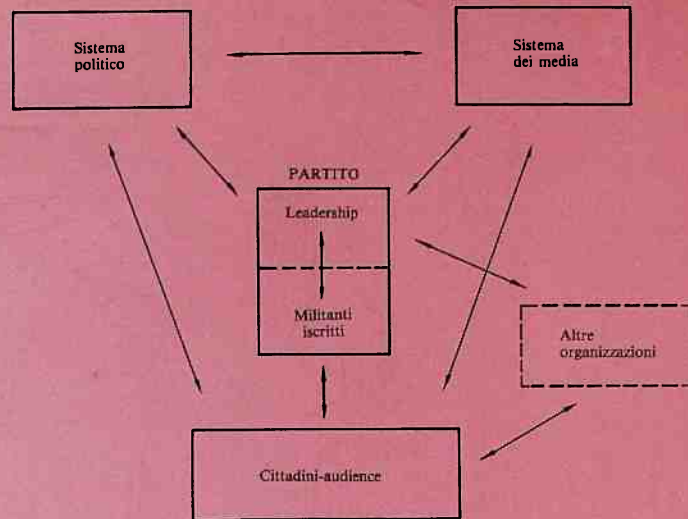 Sistema
politico
Sistema
dei media
PARTITO
Leadership
Militanti
iscritti
Altre
organizzazioni
Cittadini-audience